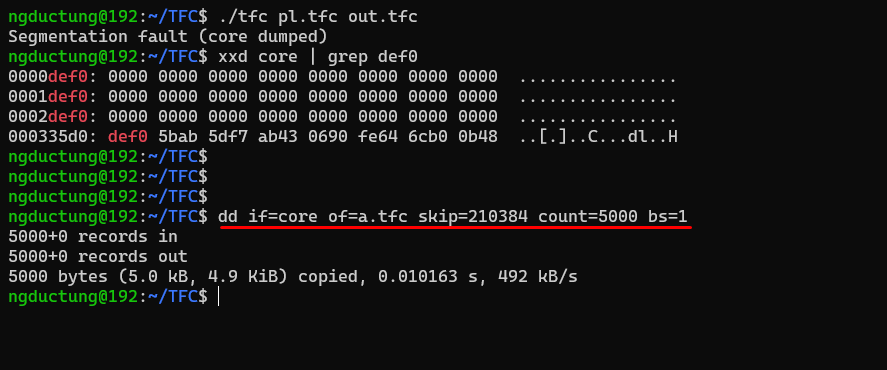 ngductung@192:~/TFC$ ./tfc pl.tfc out.tfc
Segmentation fault (core dumped)
ngductung@192:~/TFC$ xxd core | grep def0
0000def0: 0000 0000 0000 0000 0000 0000 0000 0000  ................
0001def0: 0000 0000 0000 0000 0000 0000 0000 0000  ................
0002def0: 0000 0000 0000 0000 0000 0000 0000 0000  ................
000335d0: def0 5bab 5df7 ab43 0690 fe64 6cb0 0b48  ..[.]..C...dl..H
ngductung@192:~/TFC$
ngductung@192:~/TFC$
ngductung@192:~/TFC$
ngductung@192:~/TFC$ dd if=core of=a.tfc skip=210384 count=5000 bs=1
5000+0 records in
5000+0 records out
5000 bytes (5.0 kB, 4.9 KiB) copied, 0.010163 s, 492 kB/s
ngductung@192:~/TFC$